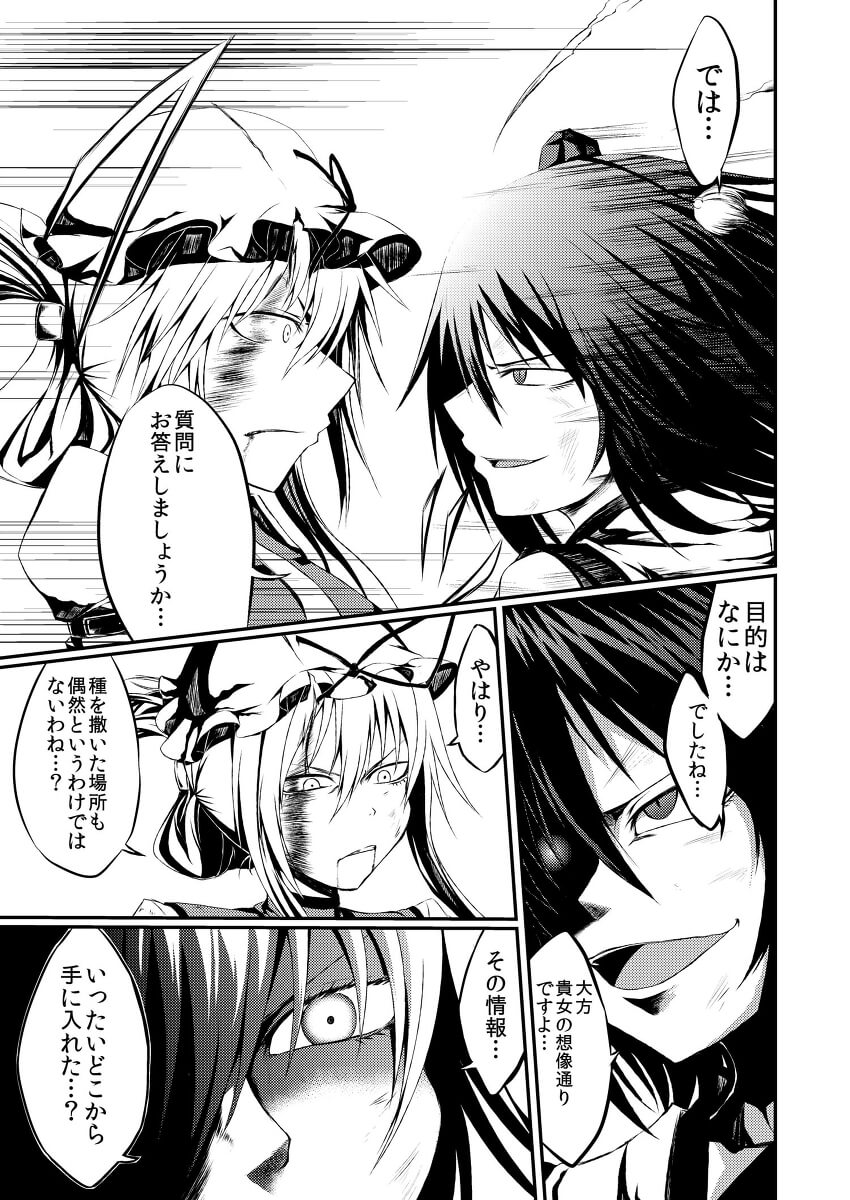 では…
質問に
お答えしましょうか…
目的は
なにか…
でしたね…
大方
貴女の想像通り
ですよ…
やはり…
種を撒いた場所も
偶然というわけでは
ないわね…？
その情報…
いったいどこから
手に入れた…？